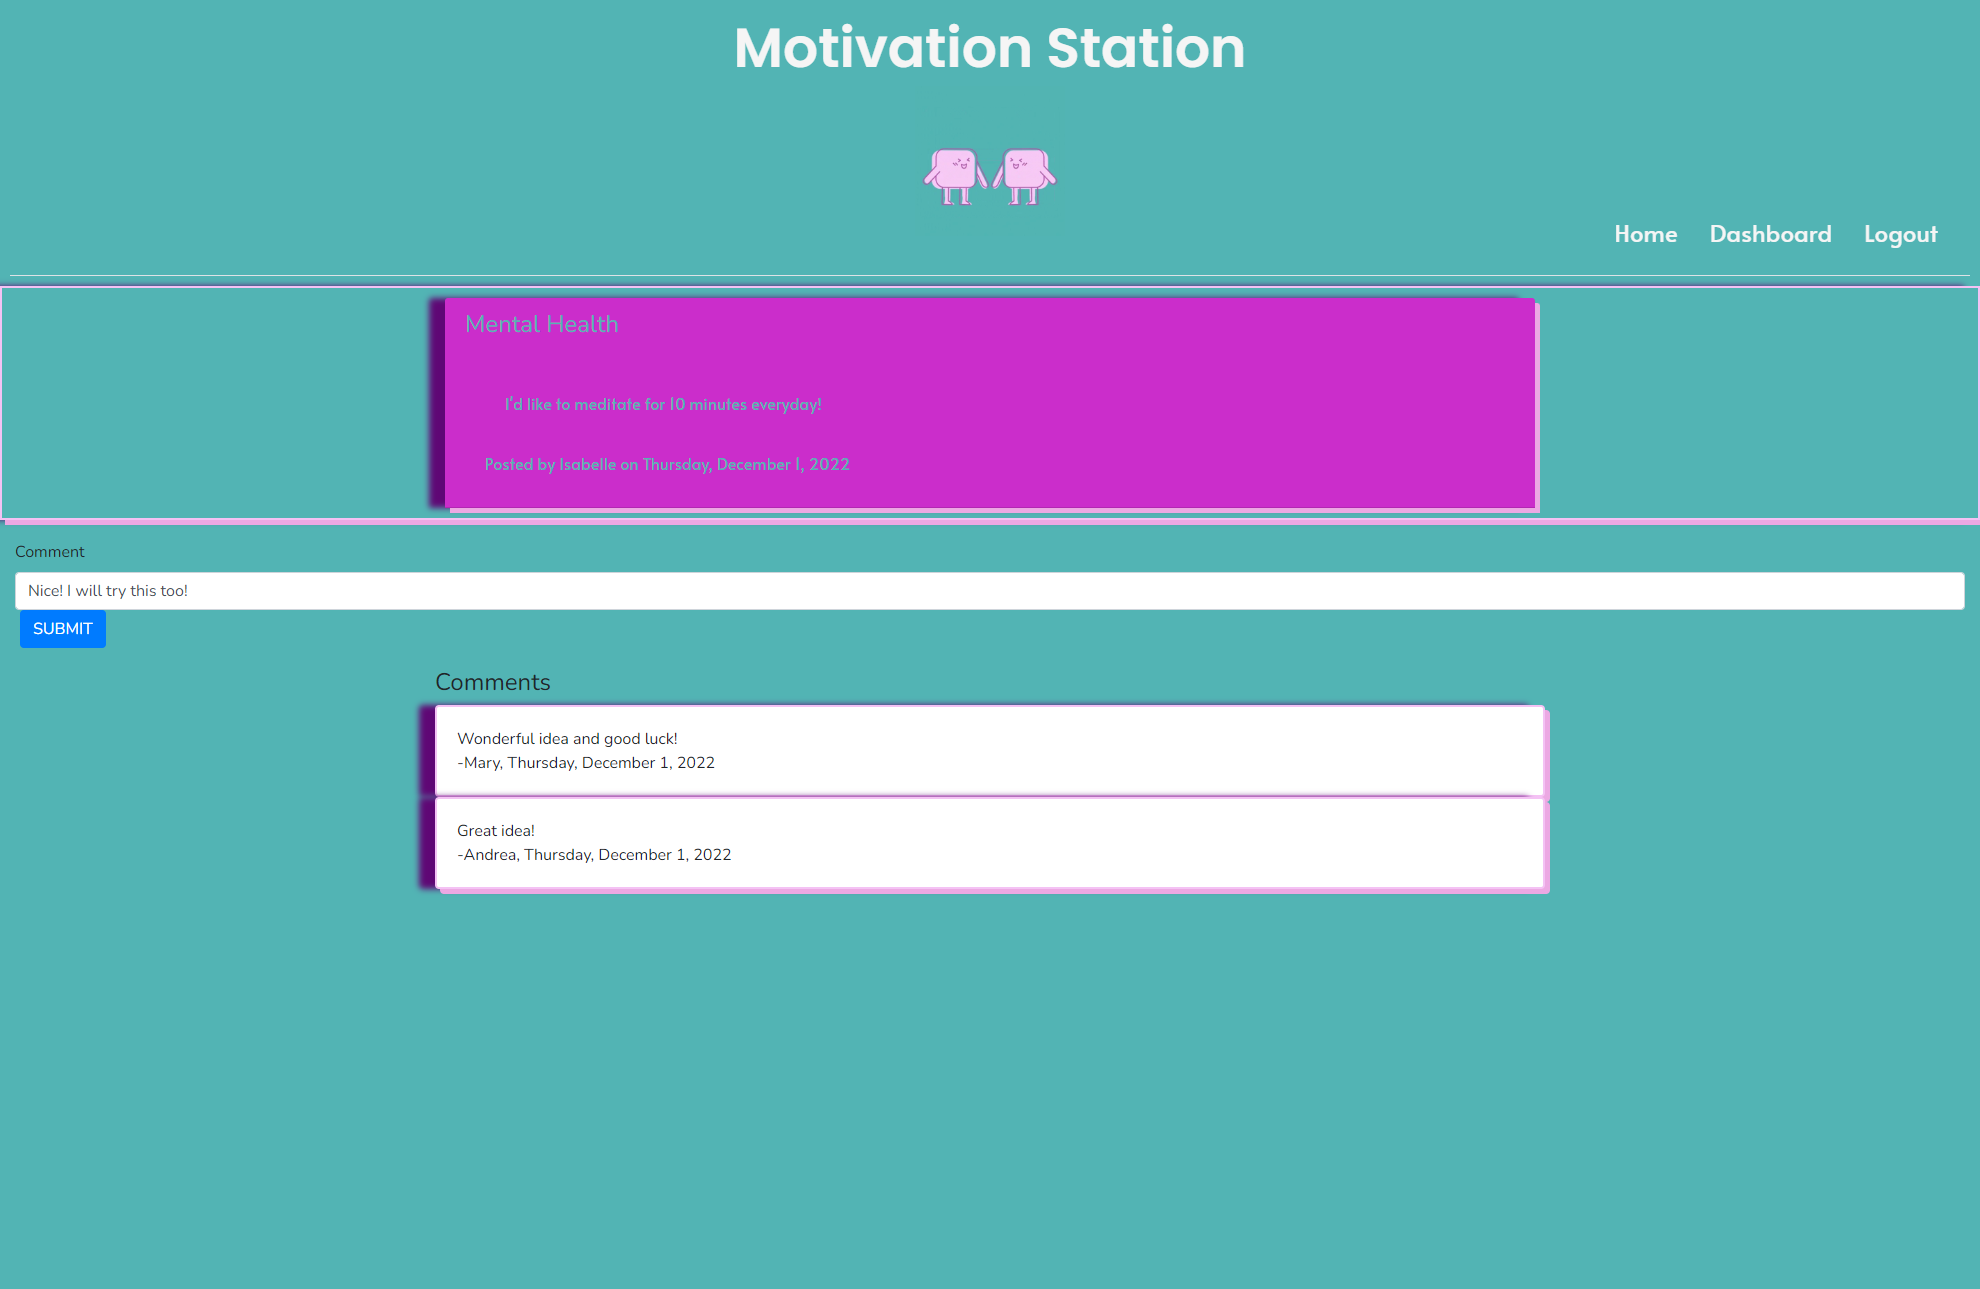 Motivation Station
Home Dashboard Logout
Mental Health
I'd like to meditate for 10 minutes everyday!
Posted by Isabelle on Thursday, December 1, 2022
Comment
Nice! I will try this too!
SUBMIT
Comments
Wonderful idea and good luck!
-Mary, Thursday, December 1, 2022
Great idea!
-Andrea, Thursday, December 1, 2022